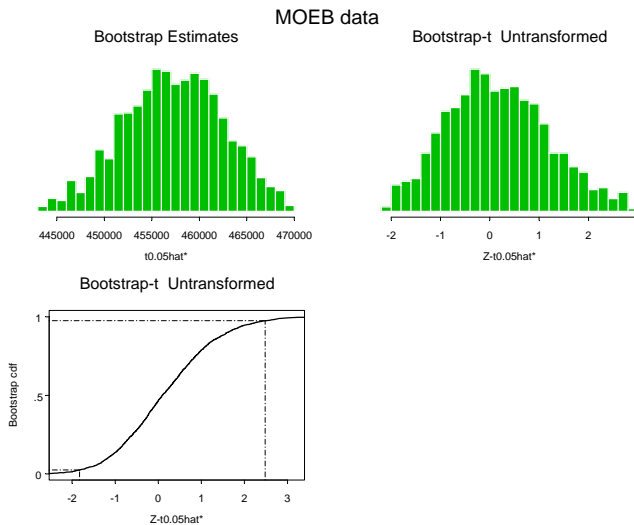 MOEB data
Bootstrap Estimates
445000 450000 455000 460000 465000 470000
t0.05hat*
Bootstrap-t Untransformed
-2 -1 0 1 2
Z-t0.05hat*
Bootstrap-t Untransformed
Bootstrap cdf
1
.5
0
-2 -1 0 1 2 3
Z-t0.05hat*